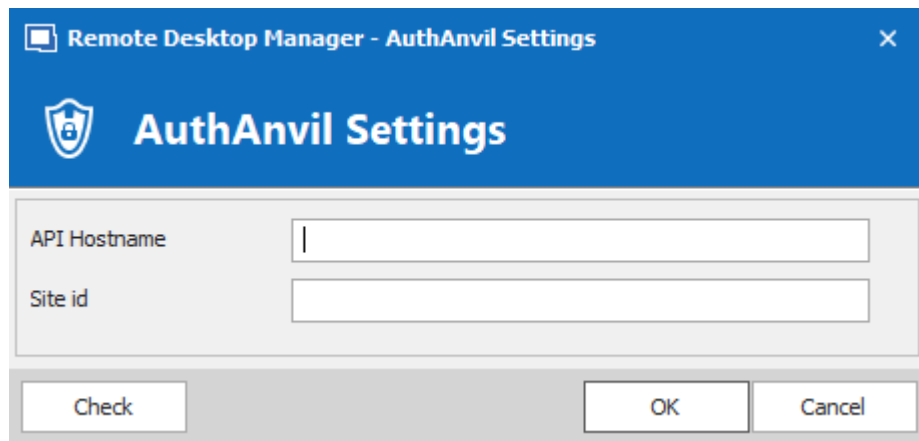 Remote Desktop Manager - AuthAnvil Settings
AuthAnvil Settings
API Hostname
Site id
Check
OK
Cancel